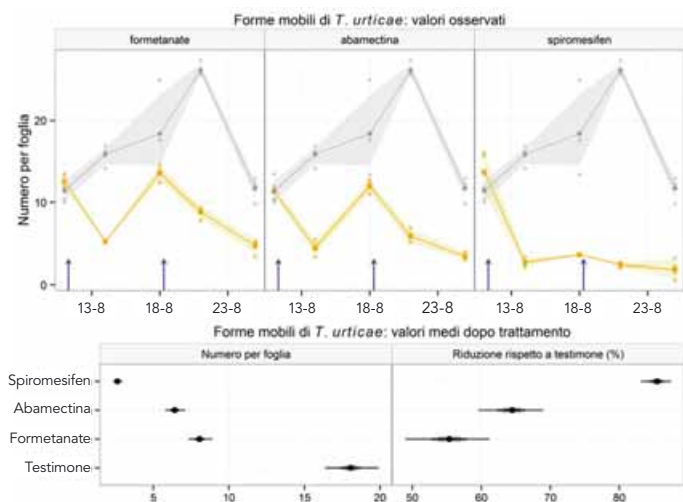 Forme mobili di T. urticae: valori osservati
formetanate abamectina spiromesifen
Numero per foglia
20
10
0
13-8 18-8 23-8 13-8 18-8 23-8 13-8 18-8 23-8
Forme mobili di T. urticae: valori medi dopo trattamento
Numero per foglia Riduzione rispetto a testimone (%)
Spiromesifen
Abamectina
Formetanate
Testimone
5 10 15 20 50 60 70 80